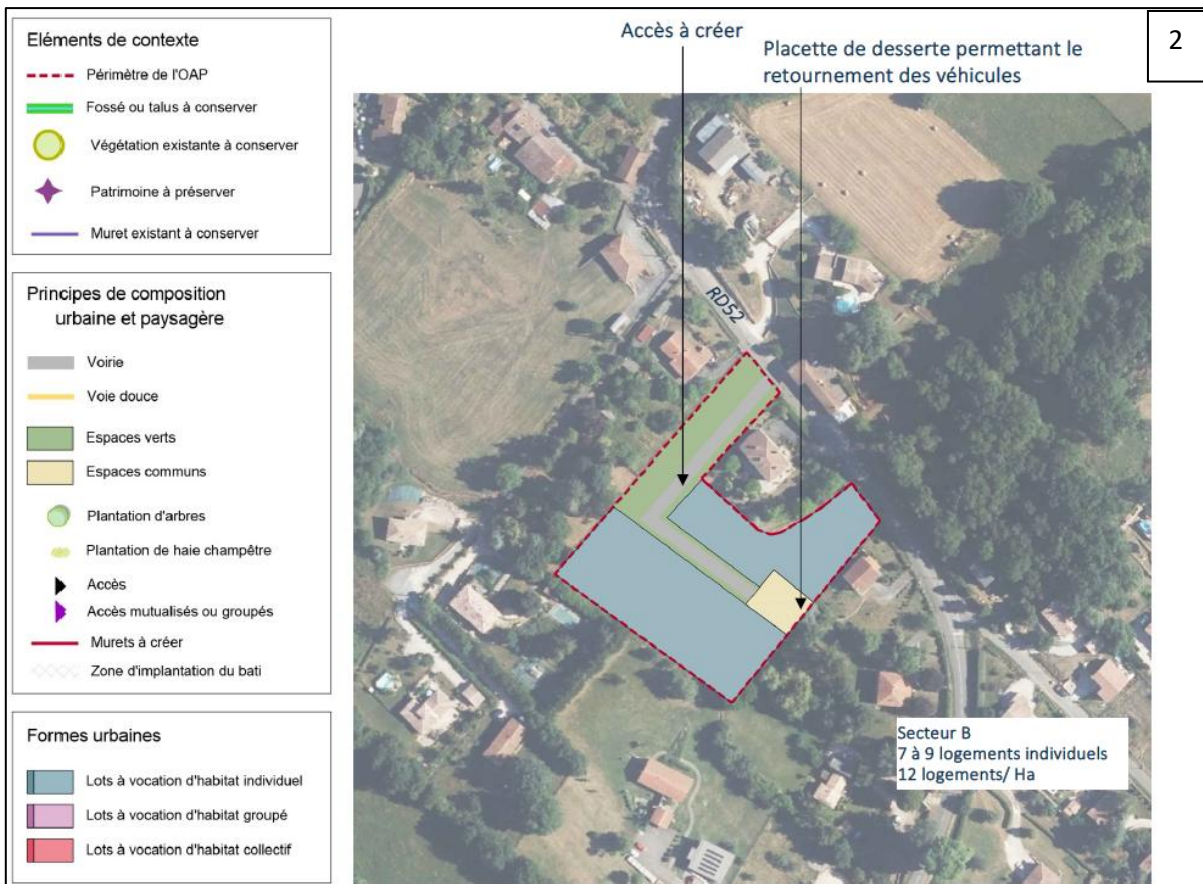 Eléments de contexte
Périmètre de l'OAP
Fossé ou talus à conserver
Végétation existante à conserver
Patrimoine à préserver
Muret existant à conserver
Principes de composition
urbaine et paysagère
Voirie
Voie douce
Espaces verts
Espaces communs
Plantation d'arbres
Plantation de haie champêtre
Accès
Accès mutualisés ou groupés
Murets à créer
Zone d'implantation du bati
Formes urbaines
Lots à vocation d'habitat individuel
Lots à vocation d'habitat groupé
Lots à vocation d'habitat collectif
Accès à créer
Placette de desserte permettant le
retournement des véhicules
2
RD52
Secteur B
7 à 9 logements individuels
12 logements/ Ha